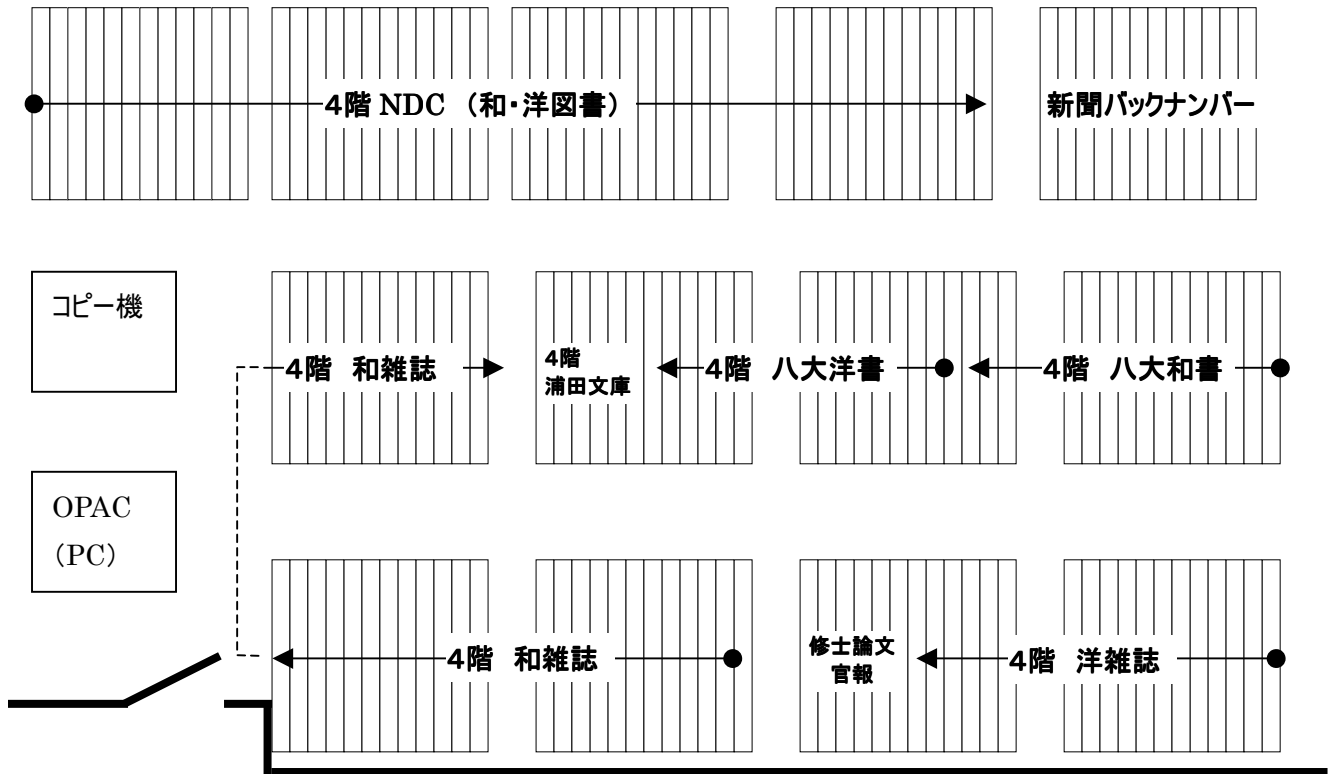 4階 NDC （和・洋図書）
新聞バックナンバー
コピー機
4階 和雑誌
4階
浦田文庫
4階 八大洋書
4階 八大和書
OPAC
（PC）
4階 和雑誌
修士論文
官報
4階 洋雑誌